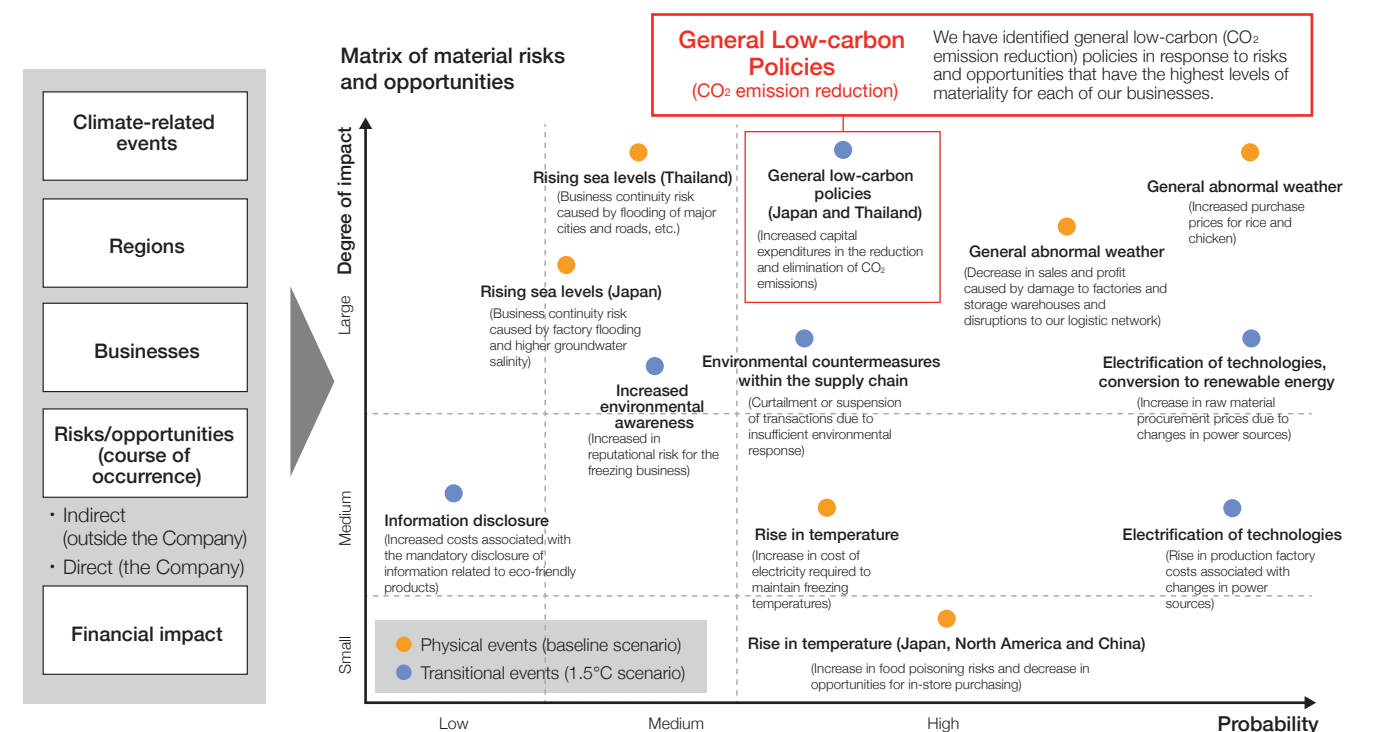 Matrix of material risks
and opportunities
General Low-carbon
Policies
(CO₂ emission reduction)
We have identified general low-carbon (CO₂
emission reduction) policies in response to risks
and opportunities that have the highest levels of
materiality for each of our businesses.
Climate-related
events
Regions
Businesses
Risks/opportunities
(course of
occurrence)
・Indirect
(outside the Company)
・Direct (the Company)
Financial impact
Degree of impact
Large
Medium
Small
Rising sea levels (Thailand)
(Business continuity risk
caused by flooding of major
cities and roads, etc.)
General low-carbon
policies
(Japan and Thailand)
(Increased capital
expenditures in the reduction
and elimination of CO₂
emissions)
General abnormal weather
(Increased purchase
prices for rice and
chicken)
General abnormal weather
(Decrease in sales and profit
caused by damage to factories and
storage warehouses and
disruptions to our logistic network)
Rising sea levels (Japan)
(Business continuity risk
caused by factory flooding
and higher groundwater
salinity)
Increased
environmental
awareness
(Increased in
reputational risk for the
freezing business)
Environmental countermeasures
within the supply chain
(Curtailment or suspension
of transactions due to
insufficient environmental
response)
Electrification of technologies,
conversion to renewable energy
(Increase in raw material
procurement prices due to
changes in power sources)
Information disclosure
(Increased costs associated with
the mandatory disclosure of
information related to eco-friendly
products)
Rise in temperature
(Increase in cost of
electricity required to
maintain freezing
temperatures)
Electrification of technologies
(Rise in production factory
costs associated with
changes in power
sources)
Rise in temperature (Japan, North America and China)
(Increase in food poisoning risks and decrease in
opportunities for in-store purchasing)
Physical events (baseline scenario)
Transitional events (1.5°C scenario)
Low
Medium
High
Probability